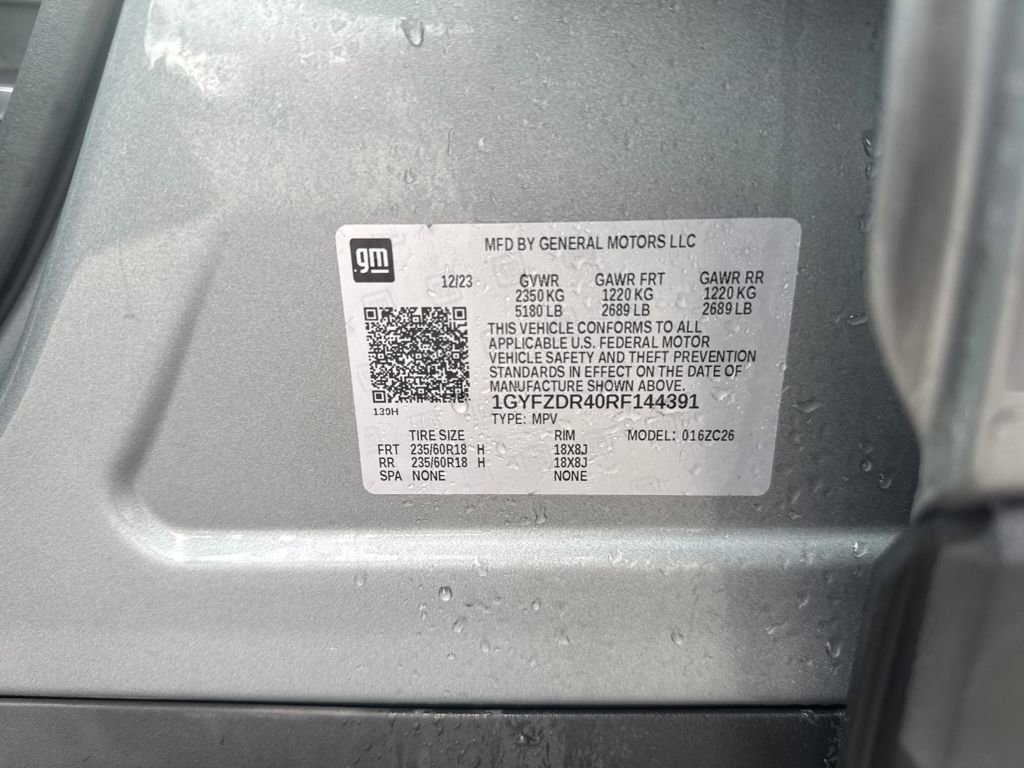 gm
MFD BY GENERAL MOTORS LLC
12/23 GVWR GAWR FRT GAWR RR
2350 KG 1220 KG 1220 KG
5180 LB 2689 LB 2689 LB
THIS VEHICLE CONFORMS TO ALL
APPLICABLE U.S. FEDERAL MOTOR
VEHICLE SAFETY AND THEFT PREVENTION
STANDARDS IN EFFECT ON THE DATE OF
MANUFACTURE SHOWN ABOVE.
139H
1GYFZDR40RF144391
TYPE: MPV
TIRE SIZE RIM MODEL: 016ZC26
FRT 235/60R18 H 18X8J
RR 235/60R18 H 18X8J
SPA NONE NONE